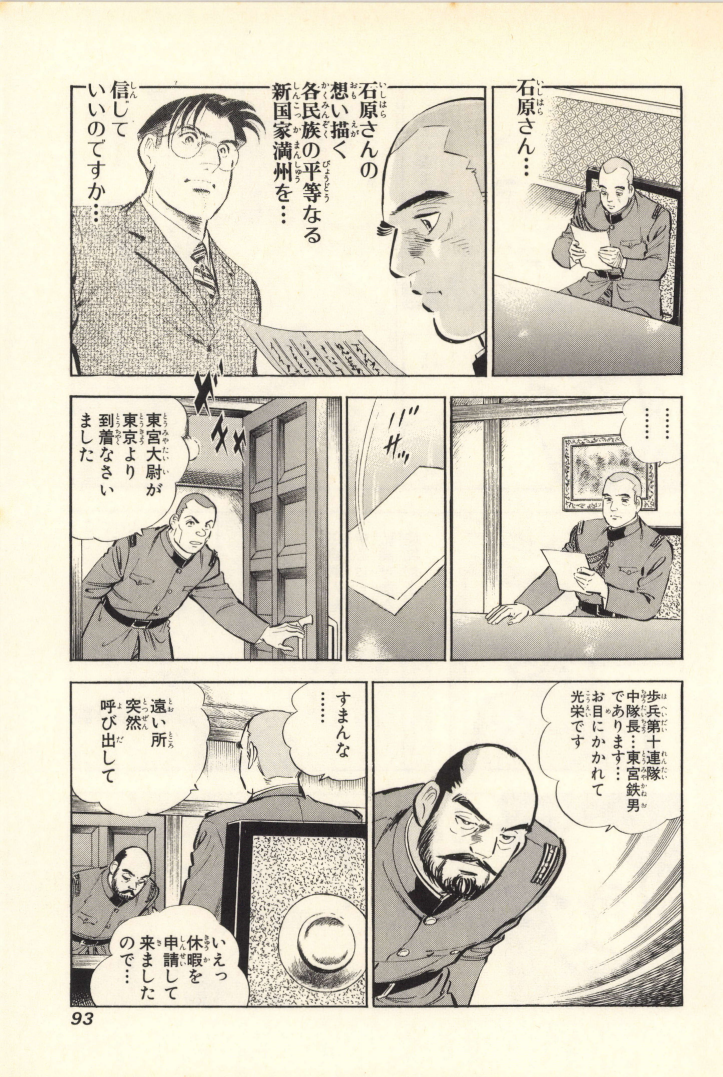 石原さん…
石原さんの
想い描く
各民族の平等なる
新国家満州を…
信じて
いいのですか…
……
……
サッ
ギッ
ギギ
東宮大尉が
東京より
到着なさい
ました
歩兵第十連隊
中隊長…東宮鉄男
であります…
お目にかかれて
光栄です
すまんな
……
遠い所
突然
呼び出して
いえっ
休暇を
申請して
来ました
ので…
93